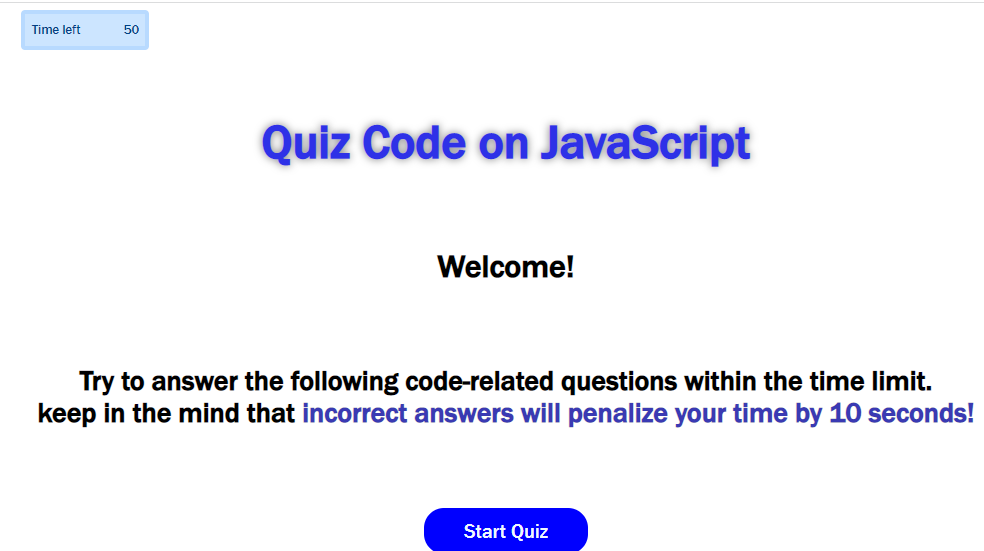 Time left 50
Quiz Code on JavaScript
Welcome!
Try to answer the following code-related questions within the time limit.
keep in the mind that incorrect answers will penalize your time by 10 seconds!
Start Quiz